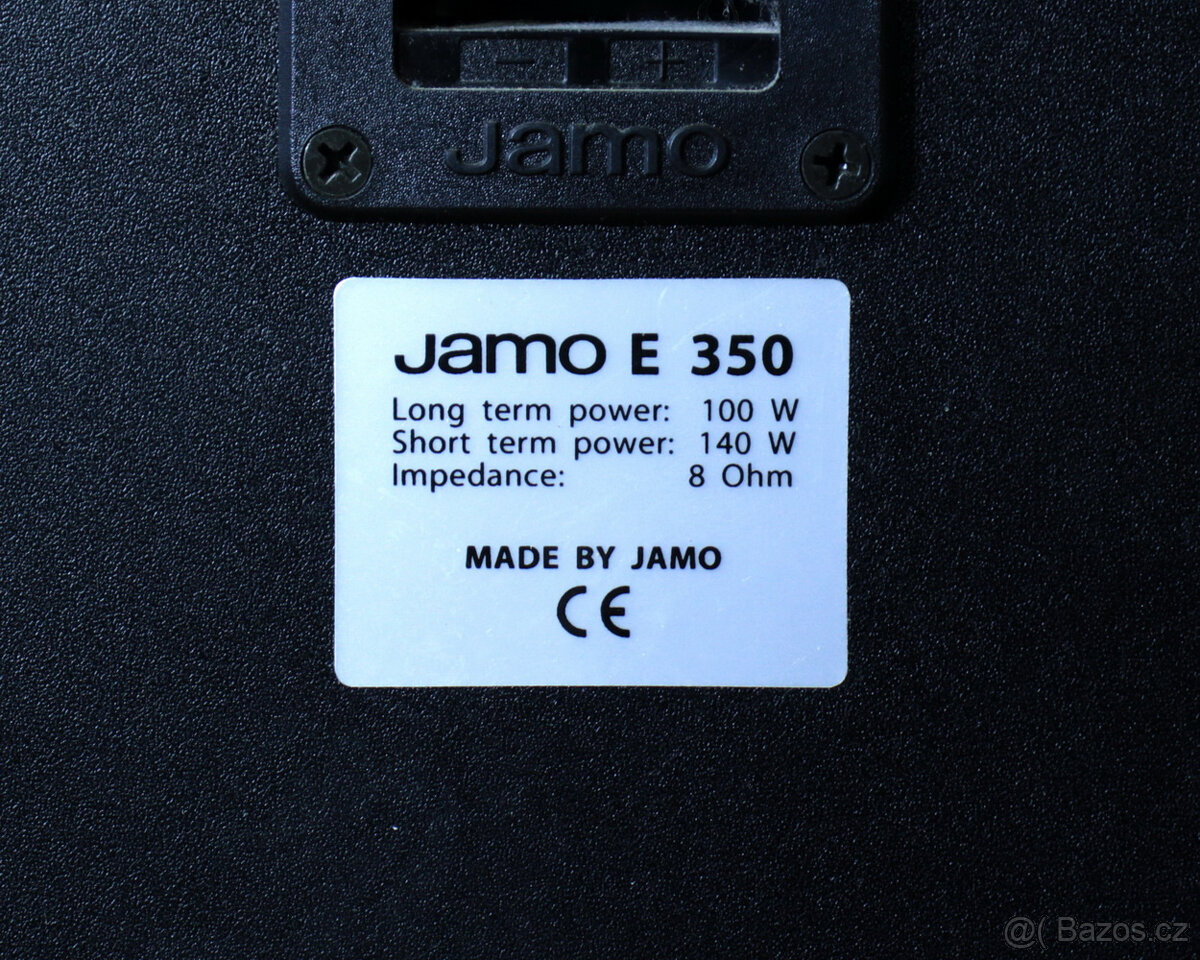 - +
Jamo
Jamo E 350
Long term power: 100 W
Short term power: 140 W
Impedance: 8 Ohm
MADE BY JAMO
CE
@( Bazos.cz